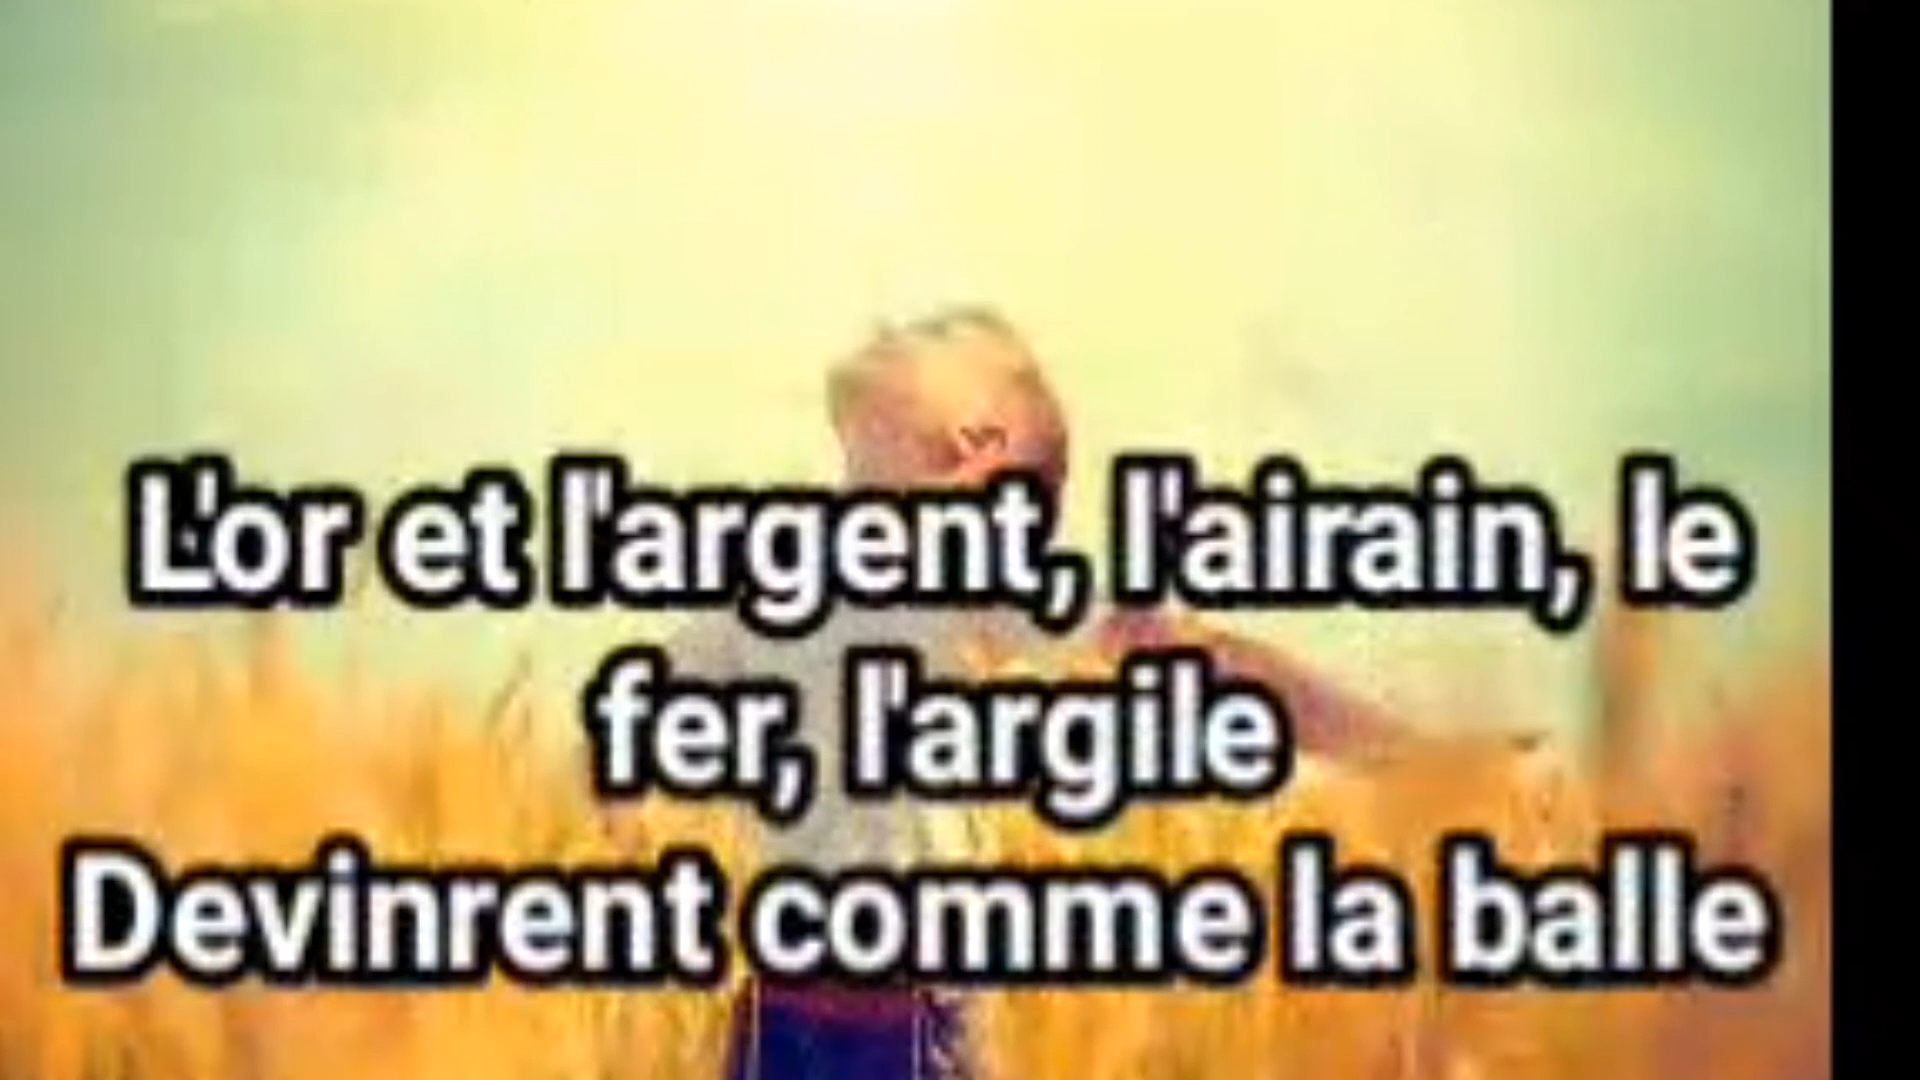 L'or et l'argent, l'airain, le
fer, l'argile
Devinrent comme la balle